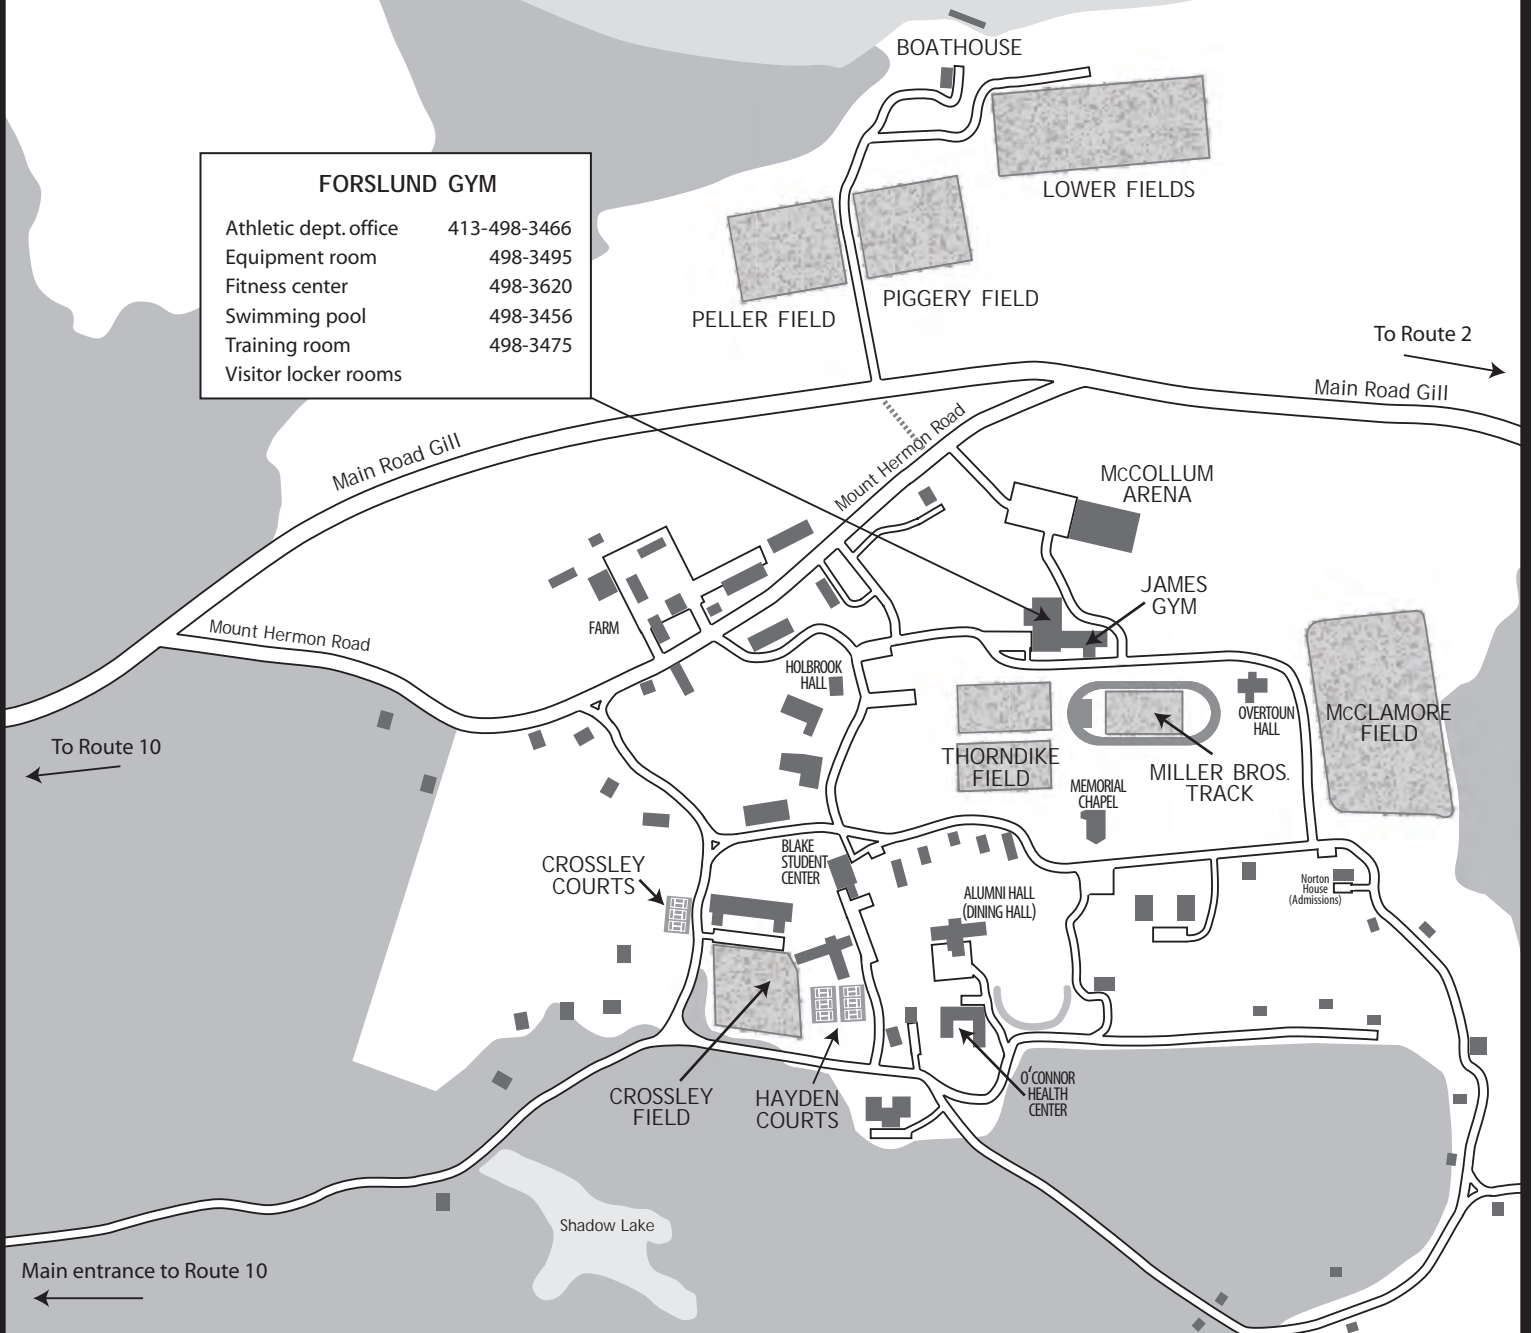 BOATHOUSE
LOWER FIELDS
FORSLUND GYM
Athletic dept. office 413-498-3466
Equipment room 498-3495
Fitness center 498-3620
Swimming pool 498-3456
Training room 498-3475
Visitor locker rooms
PIGGERY FIELD
PELLER FIELD
To Route 2
Main Road Gill
Main Road Gill
Mount Hermon Road
McCOLLUM
ARENA
JAMES
GYM
FARM
Mount Hermon Road
HOLBROOK
HALL
OVERTOUN
HALL
McCLAMORE
FIELD
To Route 10
THORNDIKE
FIELD
MILLER BROS.
TRACK
MEMORIAL
CHAPEL
BLAKE
STUDENT
CENTER
CROSSLEY
COURTS
ALUMNI HALL
(DINING HALL)
Norton
House
(Admissions)
CROSSLEY
FIELD
HAYDEN
COURTS
O'CONNOR
HEALTH
CENTER
Shadow Lake
Main entrance to Route 10